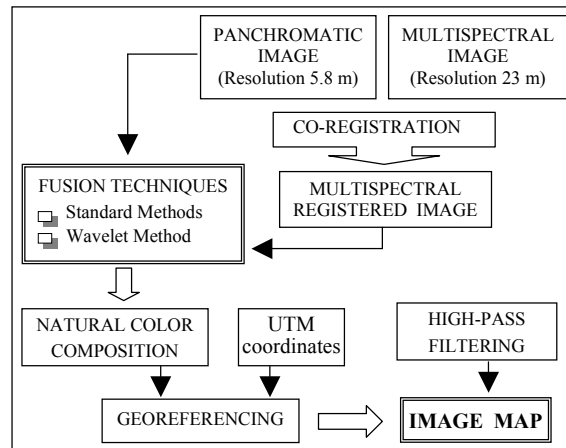 PANCHROMATIC
IMAGE
(Resolution 5.8 m)
MULTISPECTRAL
IMAGE
(Resolution 23 m)
CO-REGISTRATION
FUSION TECHNIQUES
Standard Methods
Wavelet Method
MULTISPECTRAL
REGISTERED IMAGE
NATURAL COLOR
COMPOSITION
UTM
coordinates
HIGH-PASS
FILTERING
GEOREFERENCING
IMAGE MAP